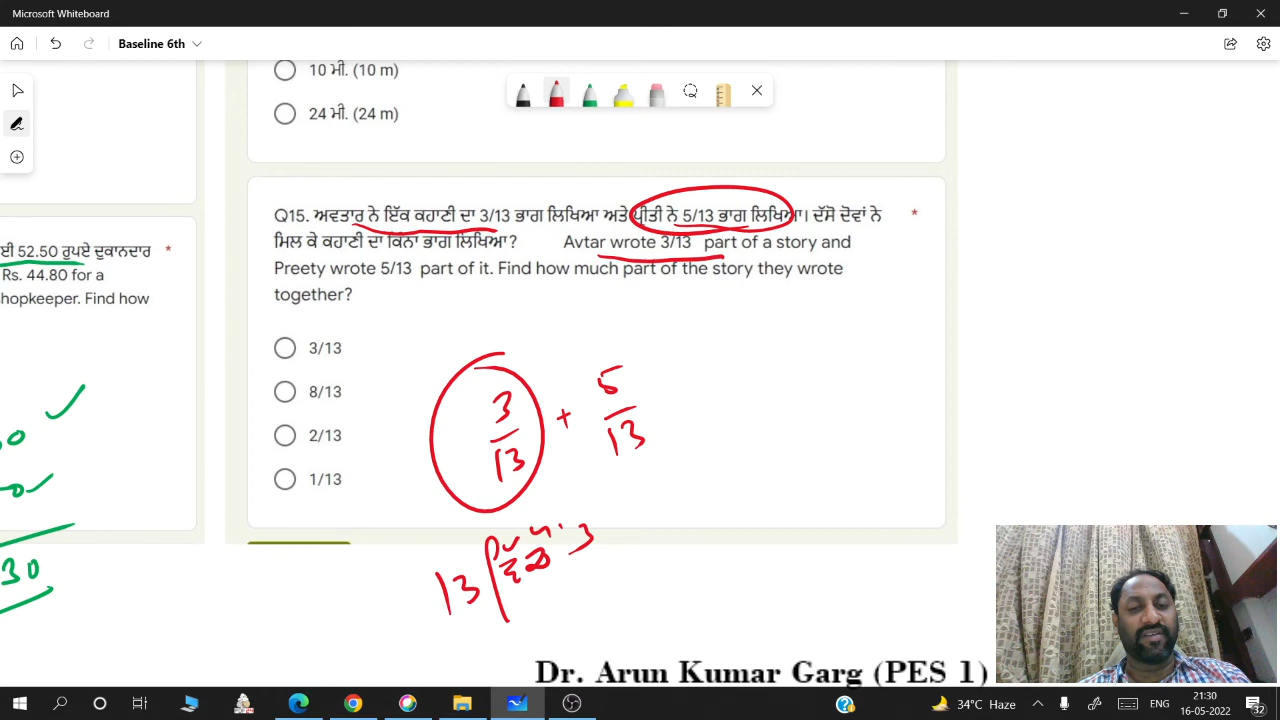 Microsoft Whiteboard
Baseline 6th
10 ਮੀ. (10 m)
24 ਮੀ. (24 m)
ਈ 52.50 ਰੁਪਏ ਦੁਕਾਨਦਾਰ *
Rs. 44.80 for a
hopkeeper. Find how
Q15. ਅਵਤਾਰ ਨੇ ਇੱਕ ਕਹਾਣੀ ਦਾ 3/13 ਭਾਗ ਲਿਖਿਆ ਅਤੇ ਪ੍ਰੀਤੀ ਨੇ 5/13 ਭਾਗ ਲਿਖਿਆ। ਦੱਸੋ ਦੋਵਾਂ ਨੇ *
ਮਿਲ ਕੇ ਕਹਾਣੀ ਦਾ ਕਿੰਨਾ ਭਾਗ ਲਿਖਿਆ? Avtar wrote 3/13 part of a story and
Preety wrote 5/13 part of it. Find how much part of the story they wrote
together?
3/13
8/13
2/13
1/13
3/13 + 5/13
13
3
30
Dr. Arun Kumar Garg (PES 1)
34°C Haze
ENG
21:30
16-05-2022
32